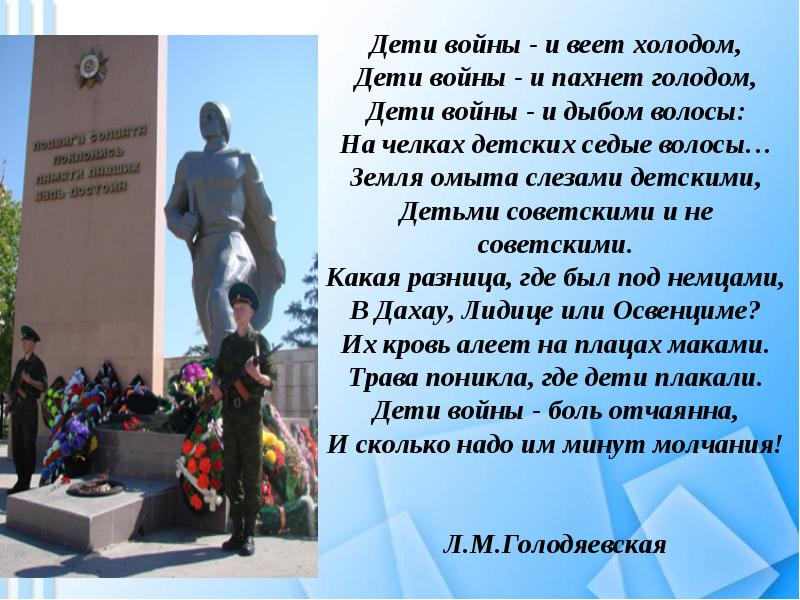 ПОДВИГУ СОЛДАТА
ПОКЛОНИСЬ
ПАМЯТИ ПАВШИХ
БУДЬ ДОСТОИН
Дети войны - и веет холодом,
Дети войны - и пахнет голодом,
Дети войны - и дыбом волосы:
На челках детских седые волосы…
Земля омыта слезами детскими,
Детьми советскими и не
советскими.
Какая разница, где был под немцами,
В Дахау, Лидице или Освенциме?
Их кровь алеет на плацах маками.
Трава поникла, где дети плакали.
Дети войны - боль отчаянна,
И сколько надо им минут молчания!
Л.М.Голодяевская